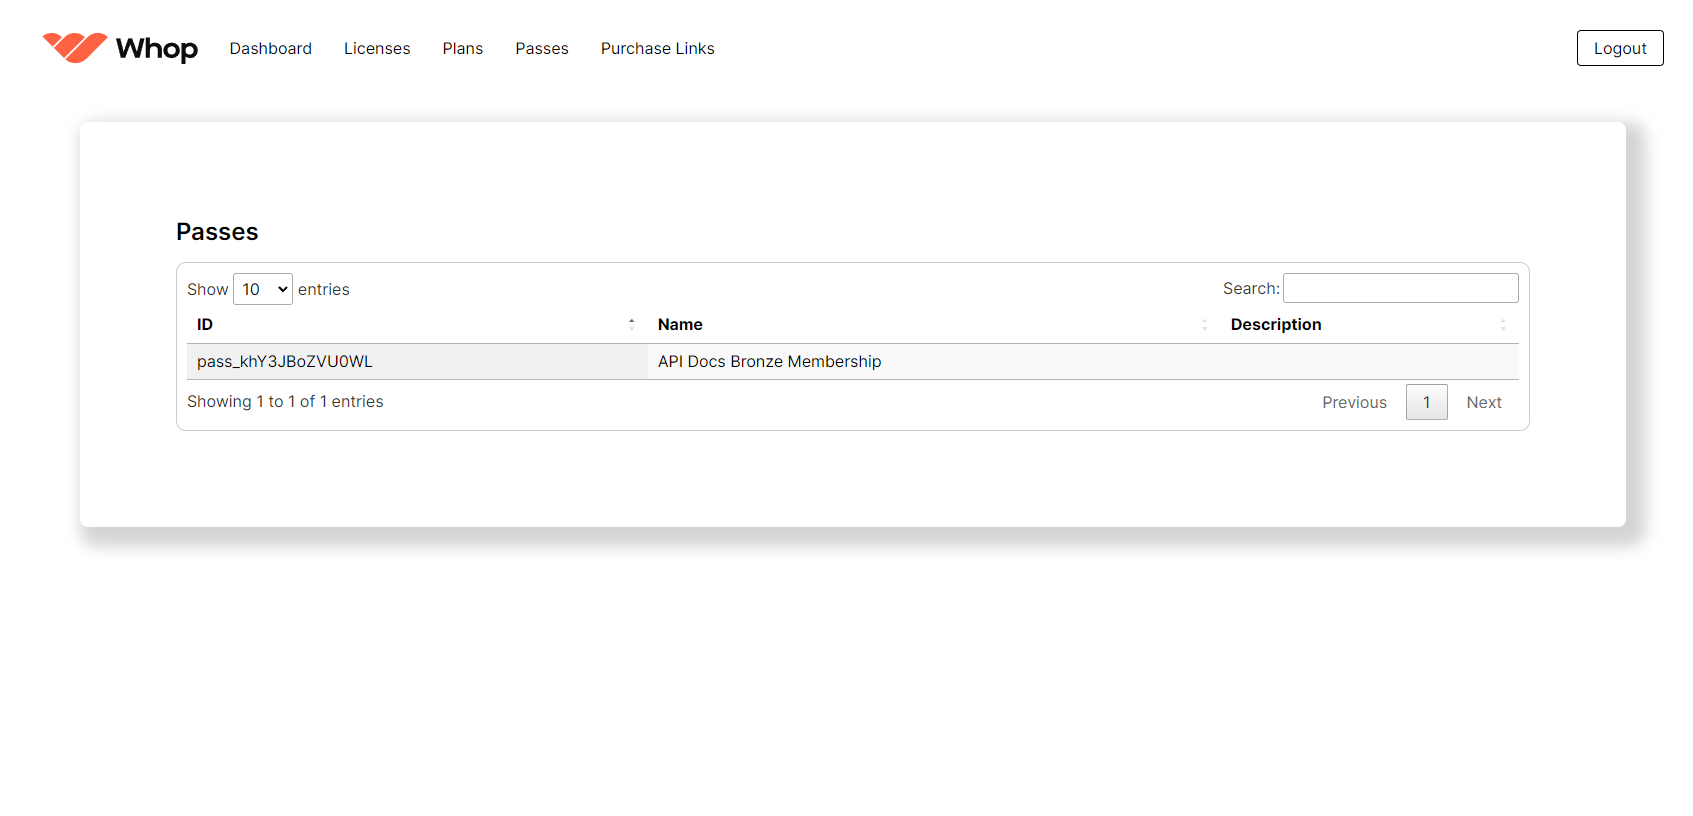 Whop Dashboard Licenses Plans Passes Purchase Links Logout
Passes
Show 10 entries Search:
ID Name Description
pass_khY3JBoZVU0WL API Docs Bronze Membership
Showing 1 to 1 of 1 entries Previous 1 Next